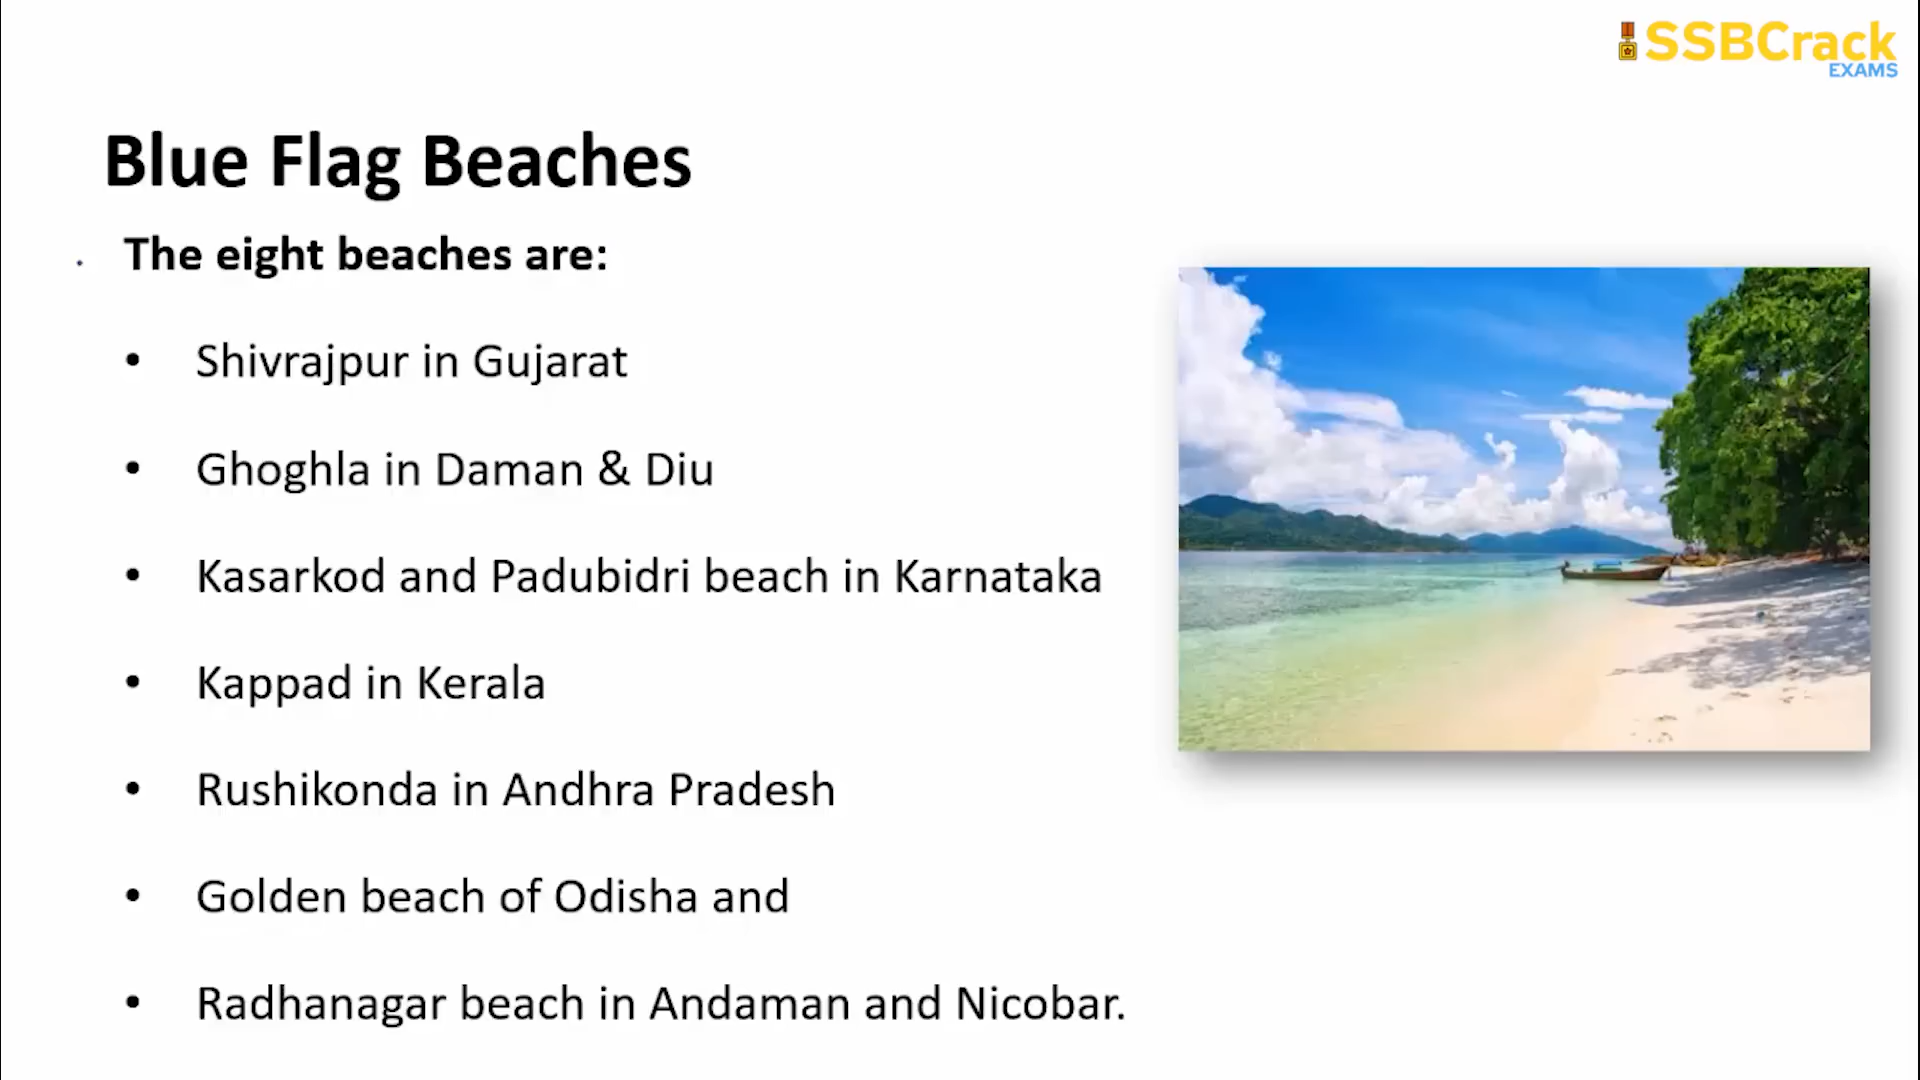 SSBCrack
EXAMS
Blue Flag Beaches
The eight beaches are:
• Shivrajpur in Gujarat
• Ghoghla in Daman & Diu
• Kasarkod and Padubidri beach in Karnataka
• Kappad in Kerala
• Rushikonda in Andhra Pradesh
• Golden beach of Odisha and
• Radhanagar beach in Andaman and Nicobar.